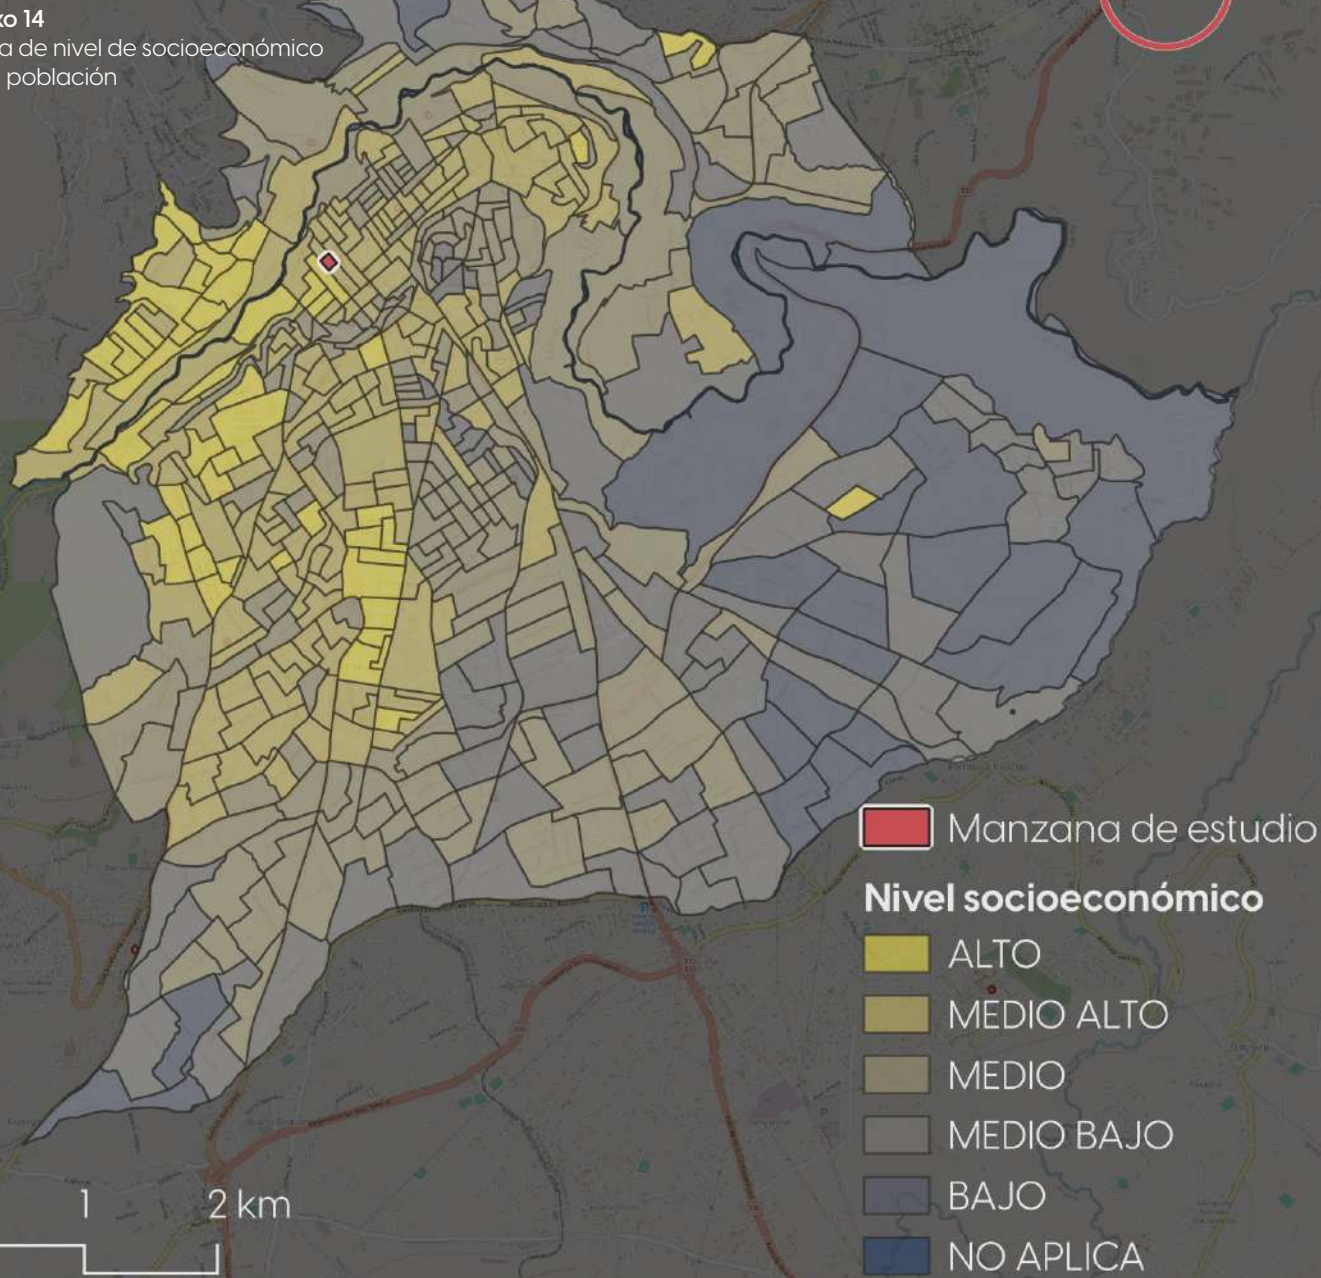 xo 14
a de nivel de socioeconómico
población
Manzana de estudio
Nivel socioeconómico
ALTO
MEDIO ALTO
MEDIO
MEDIO BAJO
BAJO
NO APLICA
1 2 km